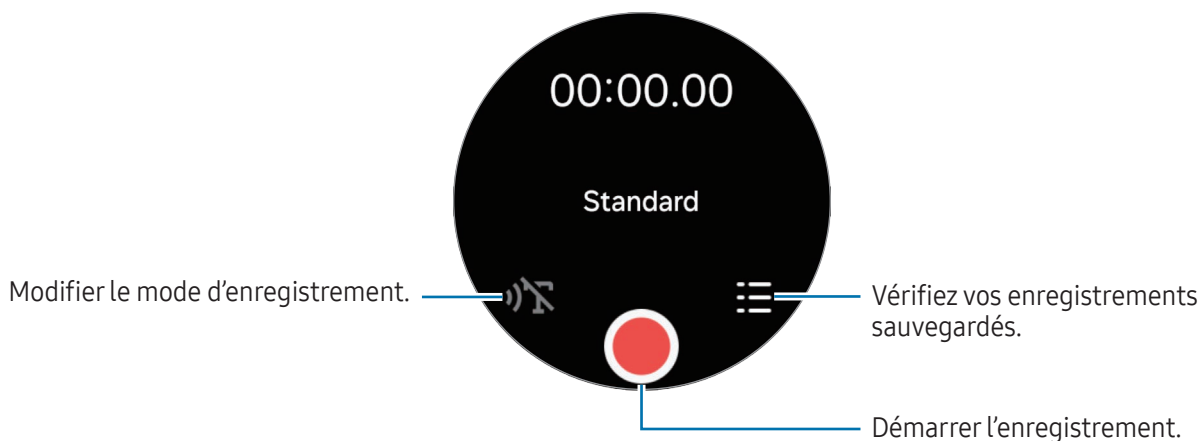 00:00.00
Standard
Modifier le mode d'enregistrement.
Vérifiez vos enregistrements
sauvegardés.
Démarrer l'enregistrement.